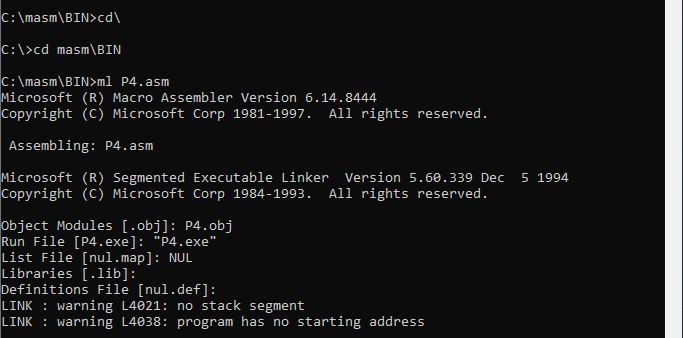 C:\masm\BIN>cd\
C:\>cd masm\BIN
C:\masm\BIN>ml P4.asm
Microsoft (R) Macro Assembler Version 6.14.8444
Copyright (C) Microsoft Corp 1981-1997.  All rights reserved.
 Assembling: P4.asm
Microsoft (R) Segmented Executable Linker  Version 5.60.339 Dec  5 1994
Copyright (C) Microsoft Corp 1984-1993.  All rights reserved.
Object Modules [.obj]: P4.obj
Run File [P4.exe]: "P4.exe"
List File [nul.map]: NUL
Libraries [.lib]:
Definitions File [nul.def]:
LINK : warning L4021: no stack segment
LINK : warning L4038: program has no starting address